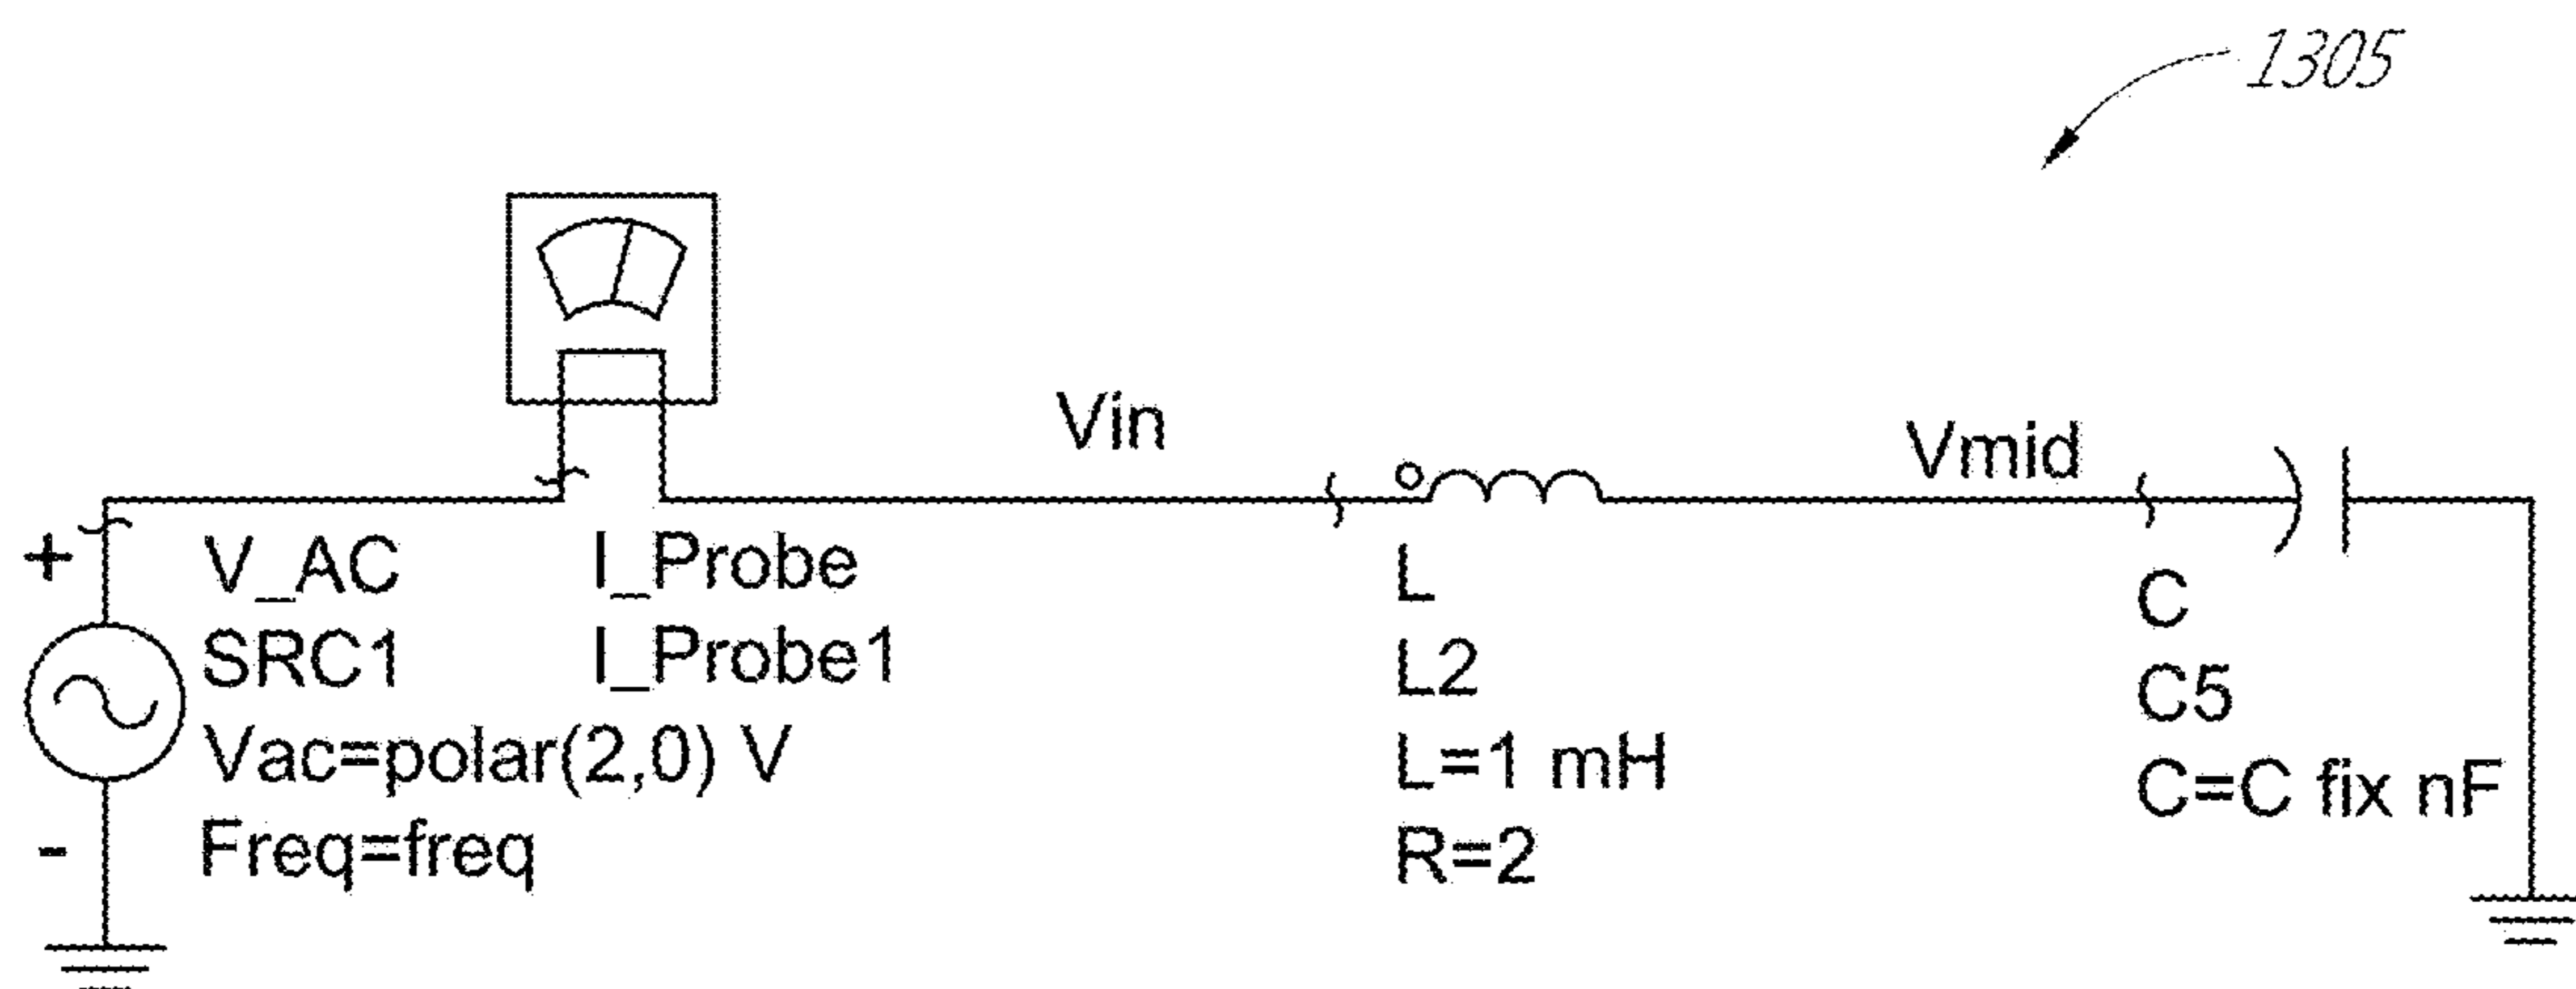 1305
Vin
Vmid
+
V_AC
SRC1
Vac=polar(2,0) V
Freq=freq
-
I_Probe
I_Probe1
L
L2
L=1 mH
R=2
C
C5
C=C fix nF